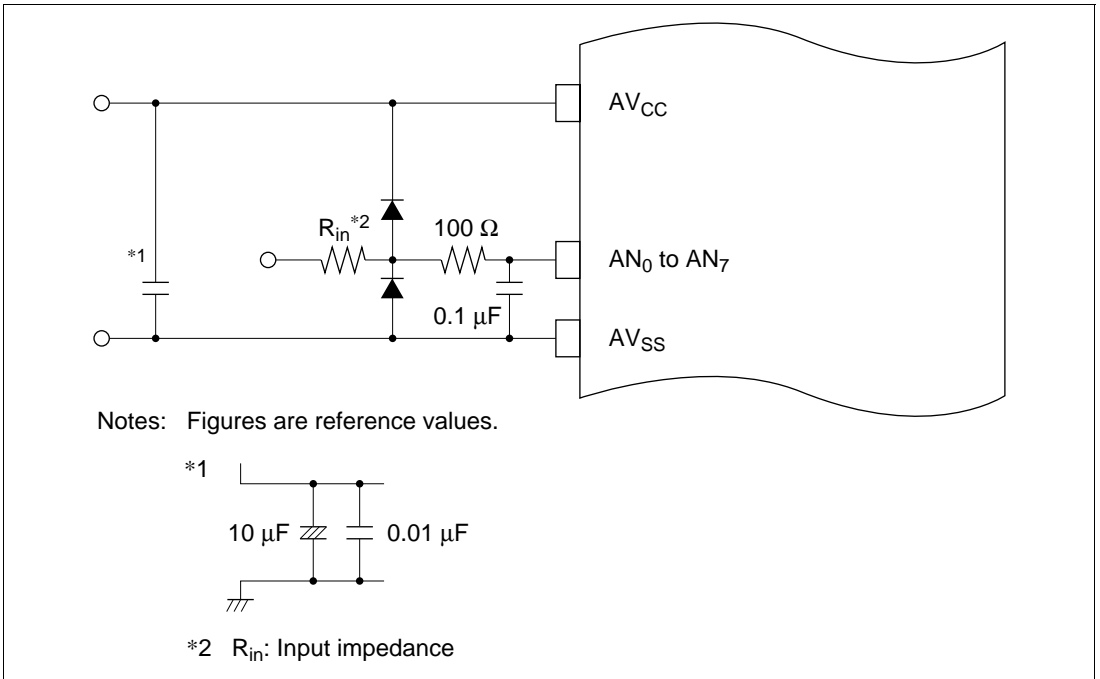 AVCC
Rin*2
100 Ω
*1
AN0 to AN7
0.1 μF
AVSS
Notes: Figures are reference values.
*1
10 μF
0.01 μF
*2 Rin: Input impedance